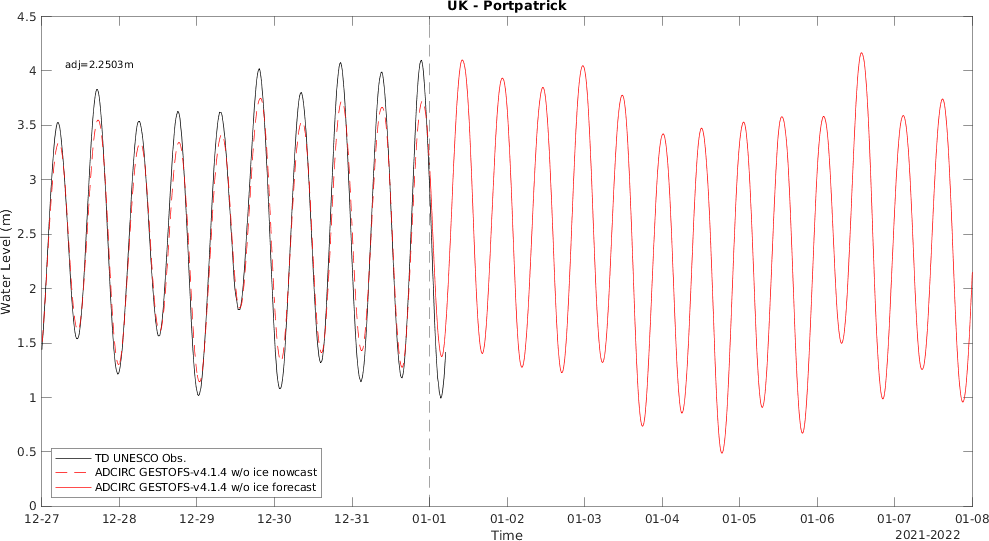 UK - Portpatrick
4.5
4
3.5
3
2.5
2
1.5
1
0.5
0
Water Level (m)
adj=2.2503m
TD UNESCO Obs.
ADCIRC GESTOFS-v4.1.4 w/o ice nowcast
ADCIRC GESTOFS-v4.1.4 w/o ice forecast
12-27 12-28 12-29 12-30 12-31 01-01 01-02 01-03 01-04 01-05 01-06 01-07 01-08
Time
2021-2022